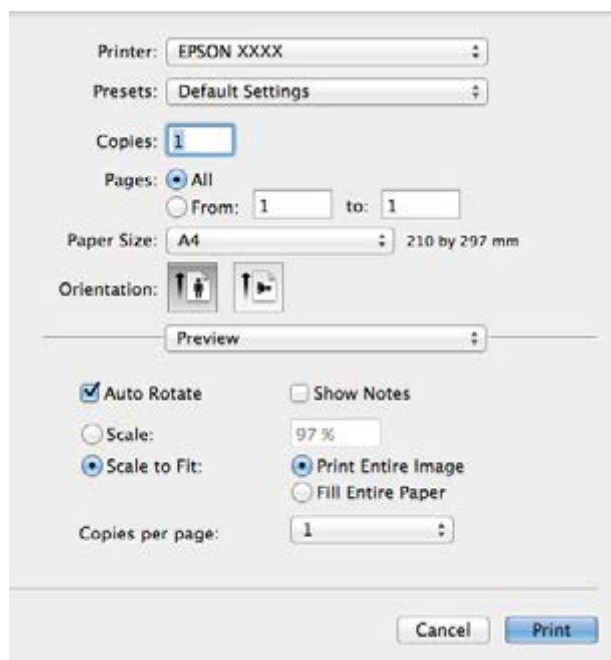 Printer: EPSON XXXX
Presets: Default Settings
Copies: 1
Pages: All
From: 1 to: 1
Paper Size: A4 210 by 297 mm
Orientation:
Preview
Auto Rotate Show Notes
Scale: 97 %
Scale to Fit: Print Entire Image
Fill Entire Paper
Copies per page: 1
Cancel Print